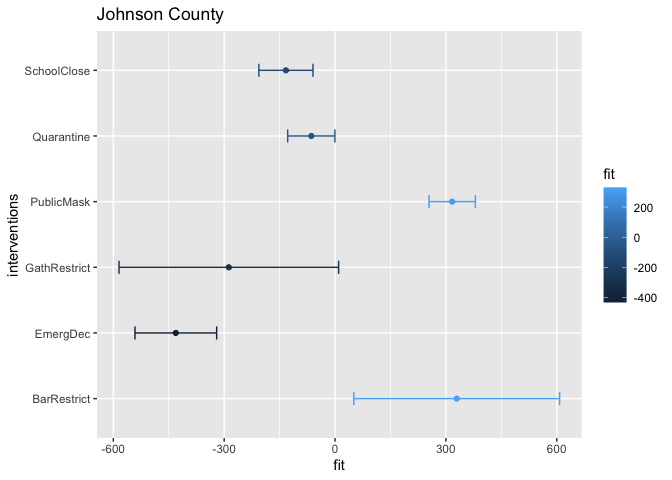 Johnson County
interventions
SchoolClose
Quarantine
PublicMask
GathRestrict
EmergDec
BarRestrict
-600
-300
0
300
600
fit
fit
200
0
-200
-400